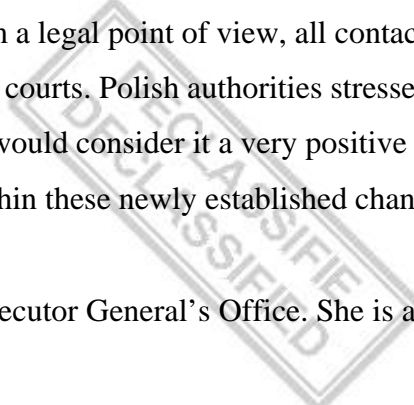 n a legal point of view, all contac
courts. Polish authorities stresse
would consider it a very positive
hin these newly established chan
ecutor General's Office. She is a
DECLASSIFIE
DECLASSIFIED